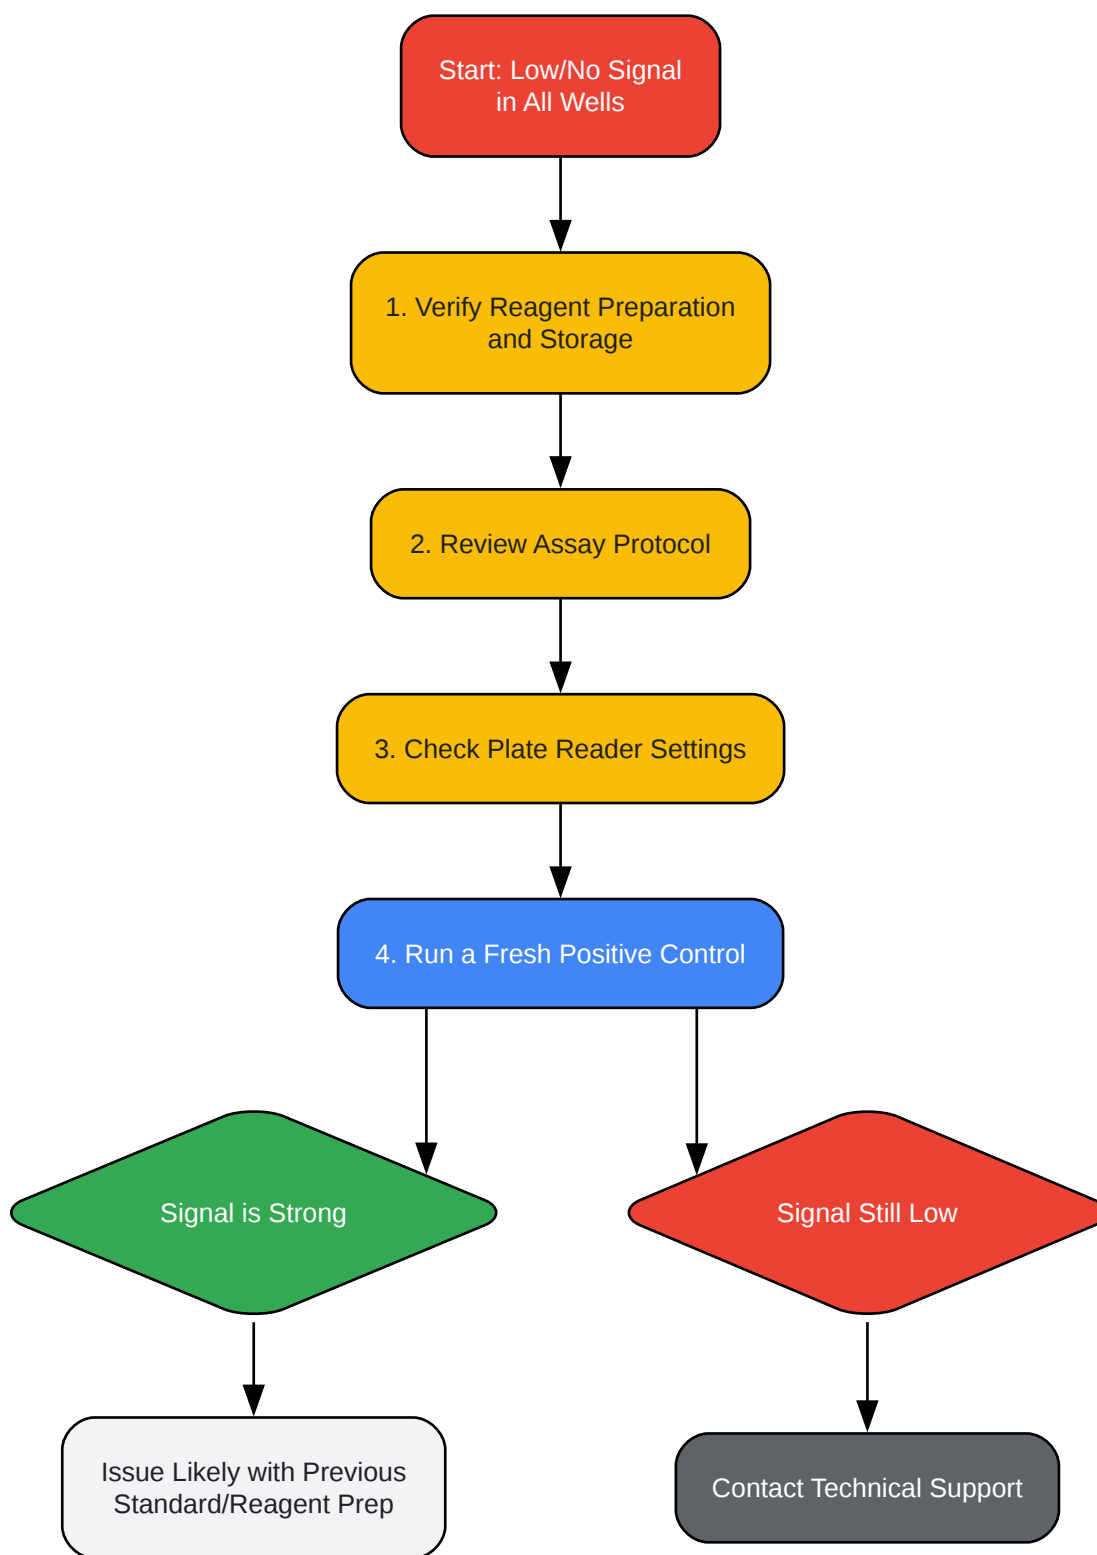 Start: Low/No Signal
in All Wells
1. Verify Reagent Preparation
and Storage
2. Review Assay Protocol
3. Check Plate Reader Settings
4. Run a Fresh Positive Control
Signal is Strong
Signal Still Low
Issue Likely with Previous
Standard/Reagent Prep
Contact Technical Support